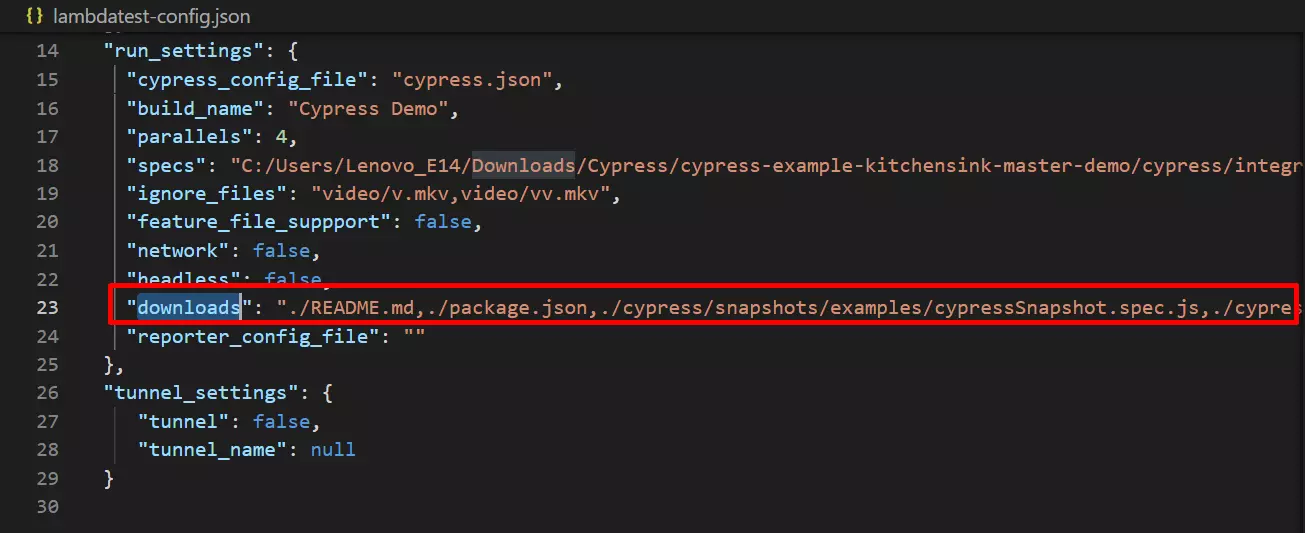 {} lambdatest-config.json
14 "run_settings": {
15 "cypress_config_file": "cypress.json",
16 "build_name": "Cypress Demo",
17 "parallels": 4,
18 "specs": "C:/Users/Lenovo_E14/Downloads/Cypress/cypress-example-kitchensink-master-demo/cypress/integr
19 "ignore_files": "video/v.mkv,video/vv.mkv",
20 "feature_file_suppport": false,
21 "network": false,
22 "headless": false,
23 "downloads": "./README.md,./package.json,./cypress/snapshots/examples/cypressSnapshot.spec.js,./cypres
24 "reporter_config_file": ""
25 },
26 "tunnel_settings": {
27 "tunnel": false,
28 "tunnel_name": null
29 }
30